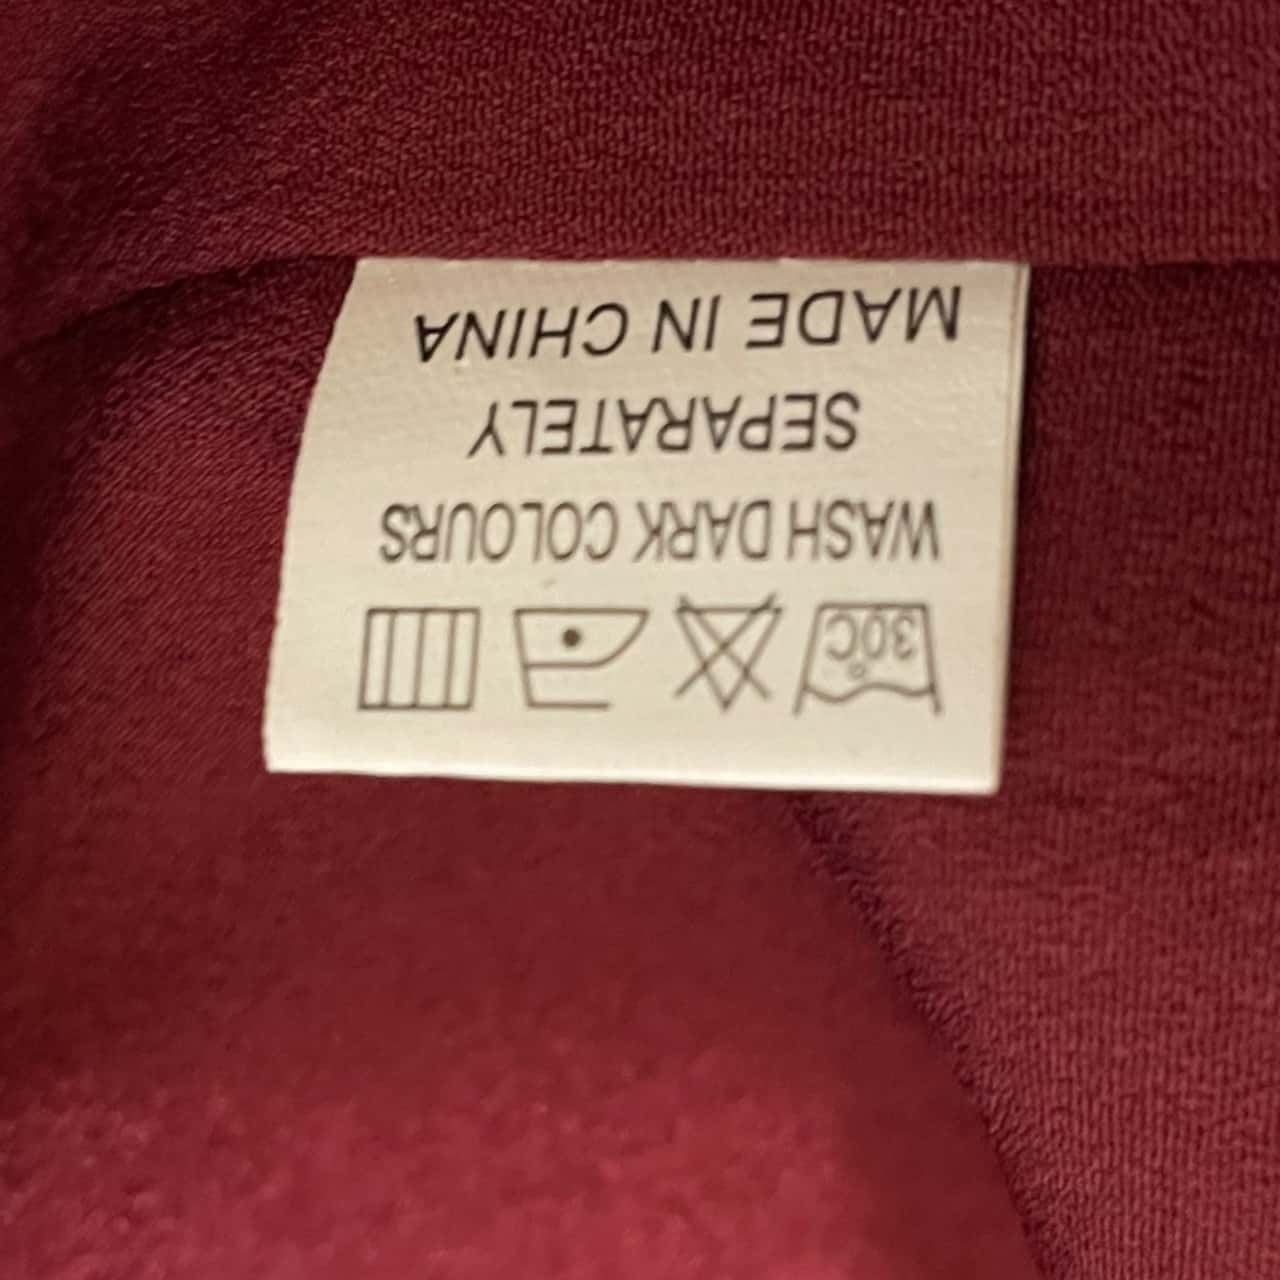 30°C
WASH DARK COLOURS
SEPARATELY
MADE IN CHINA